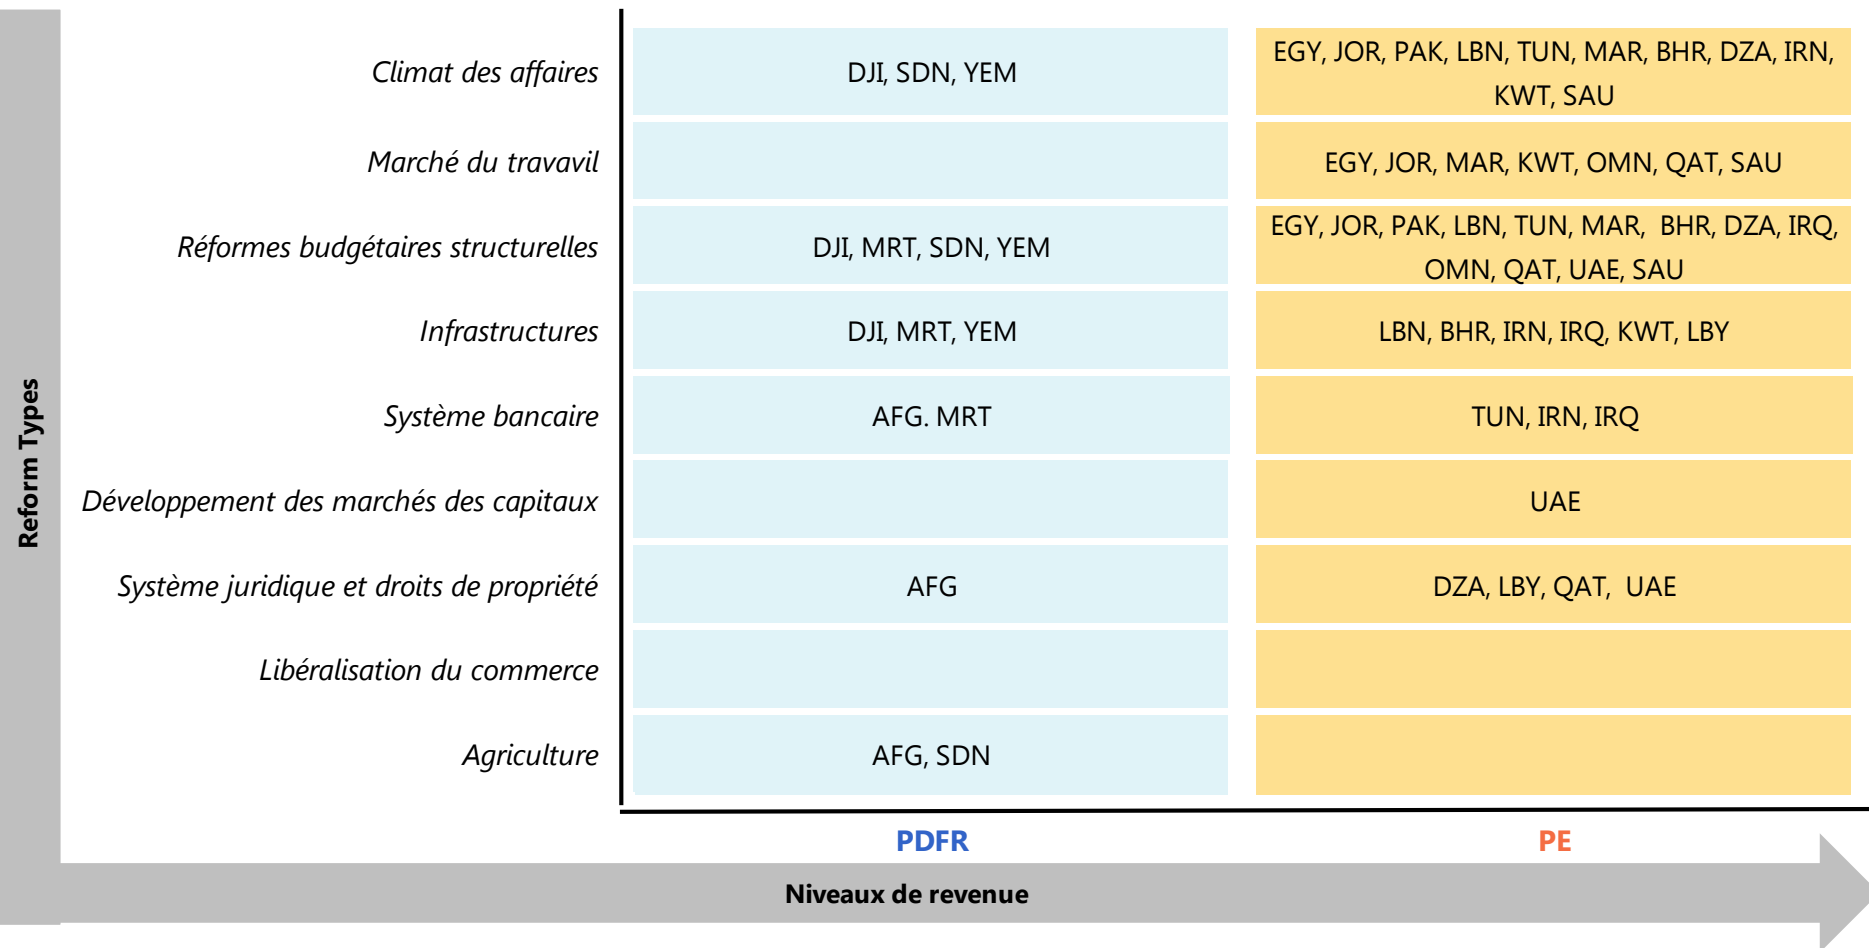 Reform Types
Climat des affaires
DJI, SDN, YEM
EGY, JOR, PAK, LBN, TUN, MAR, BHR, DZA, IRN,
KWT, SAU
Marché du travavil
EGY, JOR, MAR, KWT, OMN, QAT, SAU
Réformes budgétaires structurelles
DJI, MRT, SDN, YEM
EGY, JOR, PAK, LBN, TUN, MAR, BHR, DZA, IRQ,
OMN, QAT, UAE, SAU
Infrastructures
DJI, MRT, YEM
LBN, BHR, IRN, IRQ, KWT, LBY
Système bancaire
AFG. MRT
TUN, IRN, IRQ
Développement des marchés des capitaux
UAE
Système juridique et droits de propriété
AFG
DZA, LBY, QAT, UAE
Libéralisation du commerce
Agriculture
AFG, SDN
PDFR
PE
Niveaux de revenue